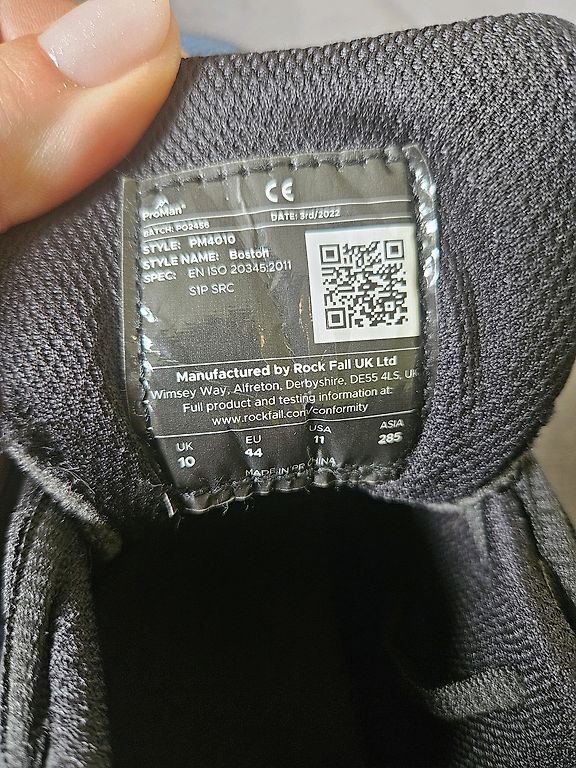 ProMan®
CE
BATCH: PO2456
DATE: 3rd/2022
STYLE: PM4010
STYLE NAME: Boston
SPEC: EN ISO 20345:2011
S1P SRC
Manufactured by Rock Fall UK Ltd
Wimsey Way, Alfreton, Derbyshire, DE55 4LS, UK
Full product and testing information at:
www.rockfall.com/conformity
UK EU USA ASIA
10 44 11 285
MADE IN PR CHINA